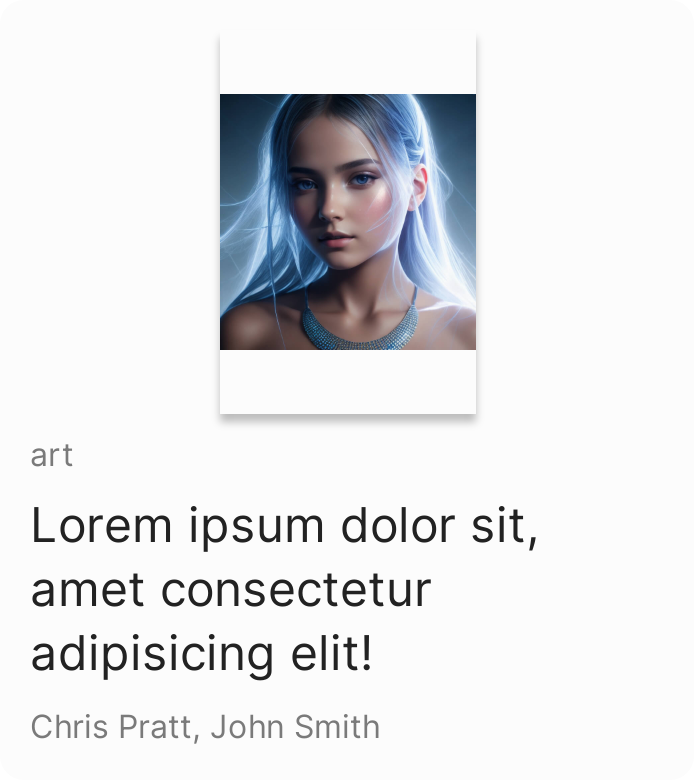 art
Lorem ipsum dolor sit,
amet consectetur
adipisicing elit!
Chris Pratt, John Smith